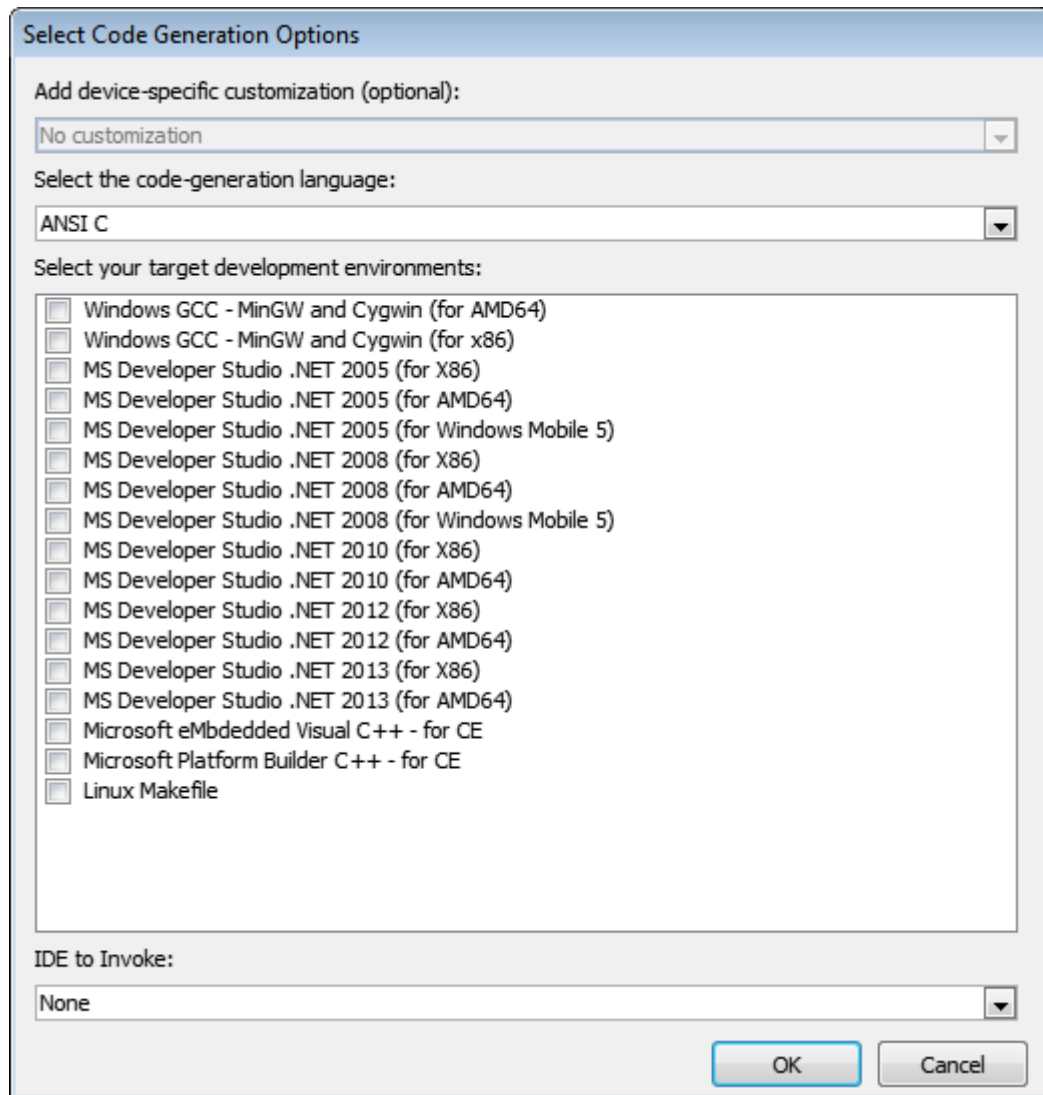 Select Code Generation Options
Add device-specific customization (optional):
No customization
Select the code-generation language:
ANSI C
Select your target development environments:
Windows GCC - MinGW and Cygwin (for AMD64)
Windows GCC - MinGW and Cygwin (for x86)
MS Developer Studio .NET 2005 (for X86)
MS Developer Studio .NET 2005 (for AMD64)
MS Developer Studio .NET 2005 (for Windows Mobile 5)
MS Developer Studio .NET 2008 (for X86)
MS Developer Studio .NET 2008 (for AMD64)
MS Developer Studio .NET 2008 (for Windows Mobile 5)
MS Developer Studio .NET 2010 (for X86)
MS Developer Studio .NET 2010 (for AMD64)
MS Developer Studio .NET 2012 (for X86)
MS Developer Studio .NET 2012 (for AMD64)
MS Developer Studio .NET 2013 (for X86)
MS Developer Studio .NET 2013 (for AMD64)
Microsoft eMbdedded Visual C++ - for CE
Microsoft Platform Builder C++ - for CE
Linux Makefile
IDE to Invoke:
None
OK Cancel